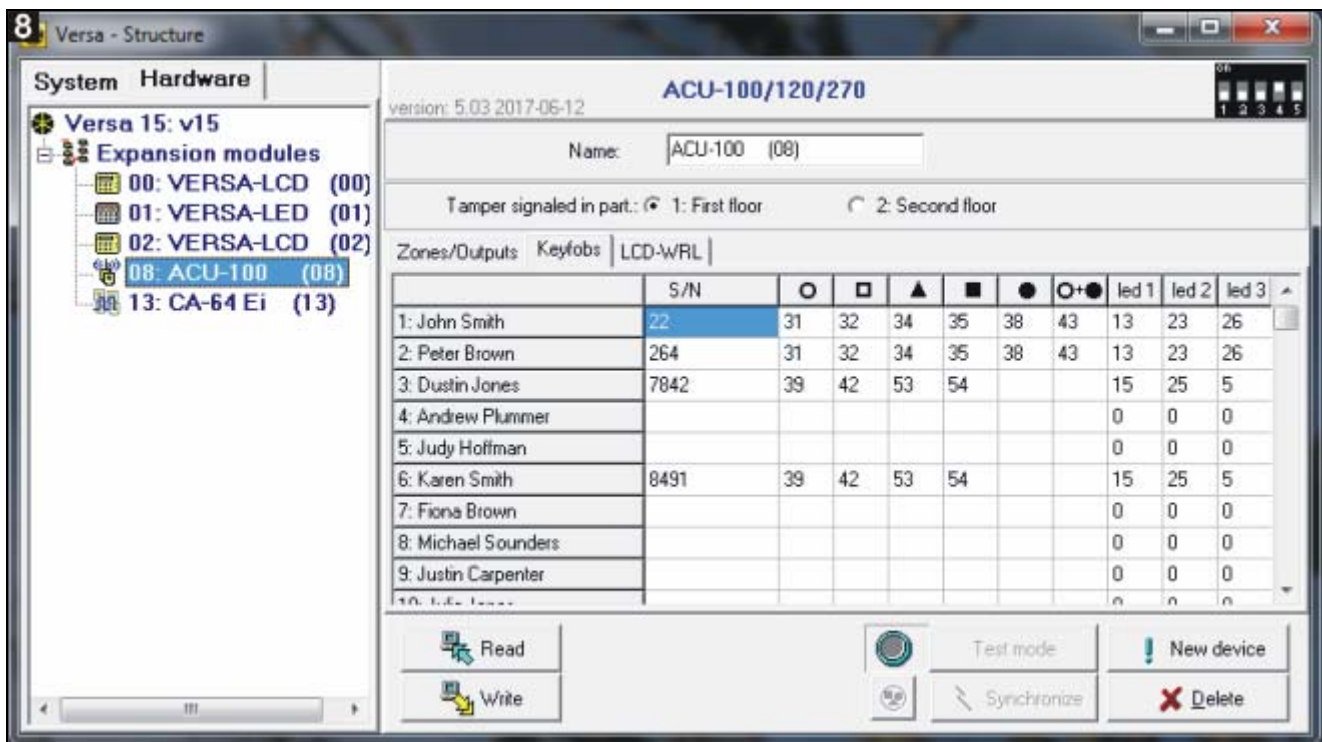 8
Versa - Structure
System Hardware
Versa 15: v15
Expansion modules
00: VERSA-LCD (00)
01: VERSA-LED (01)
02: VERSA-LCD (02)
08: ACU-100 (08)
13: CA-64 Ei (13)
version: 5.03 2017-06-12
ACU-100/120/270
1 2 3 4 5
Name: ACU-100 (08)
Tamper signaled in part.: 1: First floor 2: Second floor
Zones/Outputs Keyfobs LCD-WRL
S/N led 1 led 2 led 3
1: John Smith 22 31 32 34 35 38 43 13 23 26
2: Peter Brown 264 31 32 34 35 38 43 13 23 26
3: Dustin Jones 7842 39 42 53 54 15 25 5
4: Andrew Plummer 0 0 0
5: Judy Hoffman 0 0 0
6: Karen Smith 8491 39 42 53 54 15 25 5
7: Fiona Brown 0 0 0
8: Michael Sounders 0 0 0
9: Justin Carpenter 0 0 0
Read Test mode New device
Write Synchronize Delete